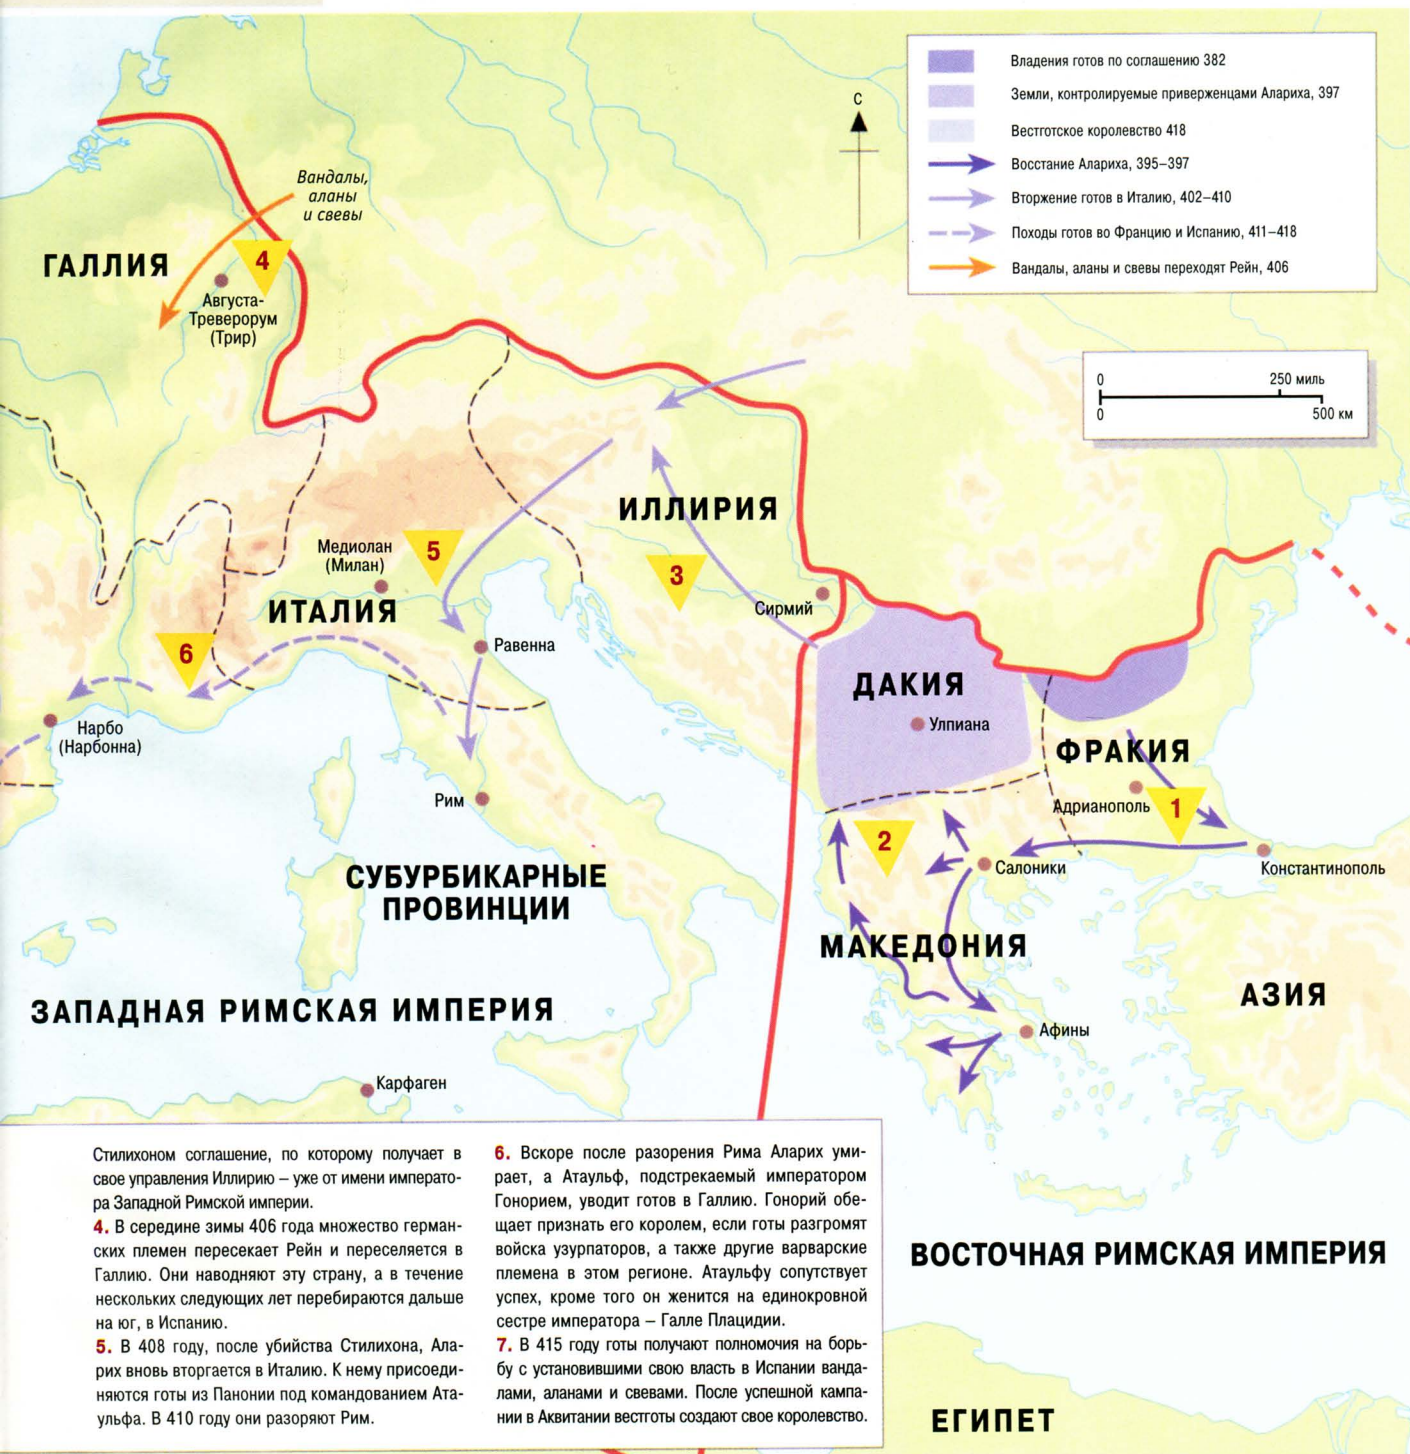 Владения готов по соглашению 382
Земли, контролируемые приверженцами Алариха, 397
Вестготское королевство 418
Восстание Алариха, 395–397
Вторжение готов в Италию, 402–410
Походы готов во Францию и Испанию, 411–418
Вандалы, аланы и свевы переходят Рейн, 406
С
0
250 миль
0
500 км
Вандалы,
аланы
и свевы
ГАЛЛИЯ
4
Августа-
Треверорум
(Трир)
ИЛЛИРИЯ
Медиолан
(Милан)
5
3
ИТАЛИЯ
Сирмий
6
Равенна
ДАКИЯ
Улпиана
Нарбо
(Нарбонна)
ФРАКИЯ
Рим
Адрианополь
1
2
Салоники
Константинополь
СУБУРБИКАРНЫЕ
ПРОВИНЦИИ
МАКЕДОНИЯ
АЗИЯ
ЗАПАДНАЯ РИМСКАЯ ИМПЕРИЯ
Афины
Карфаген
ВОСТОЧНАЯ РИМСКАЯ ИМПЕРИЯ
ЕГИПЕТ
Стилихоном соглашение, по которому получает в
свое управления Иллирию – уже от имени императо-
ра Западной Римской империи.
4. В середине зимы 406 года множество герман-
ских племен пересекает Рейн и переселяется в
Галлию. Они наводняют эту страну, а в течение
нескольких следующих лет перебираются дальше
на юг, в Испанию.
5. В 408 году, после убийства Стилихона, Ала-
рих вновь вторгается в Италию. К нему присоеди-
няются готы из Панонии под командованием Ата-
ульфа. В 410 году они разоряют Рим.
6. Вскоре после разорения Рима Аларих уми-
рает, а Атаульф, подстрекаемый императором
Гонорием, уводит готов в Галлию. Гонорий обе-
щает признать его королем, если готы разгромят
войска узурпаторов, а также другие варварские
племена в этом регионе. Атаульфу сопутствует
успех, кроме того он женится на единокровной
сестре императора – Галле Плацидии.
7. В 415 году готы получают полномочия на борь-
бу с установившими свою власть в Испании ванда-
лами, аланами и свевами. После успешной кампа-
нии в Аквитании вестготы создают свое королевство.